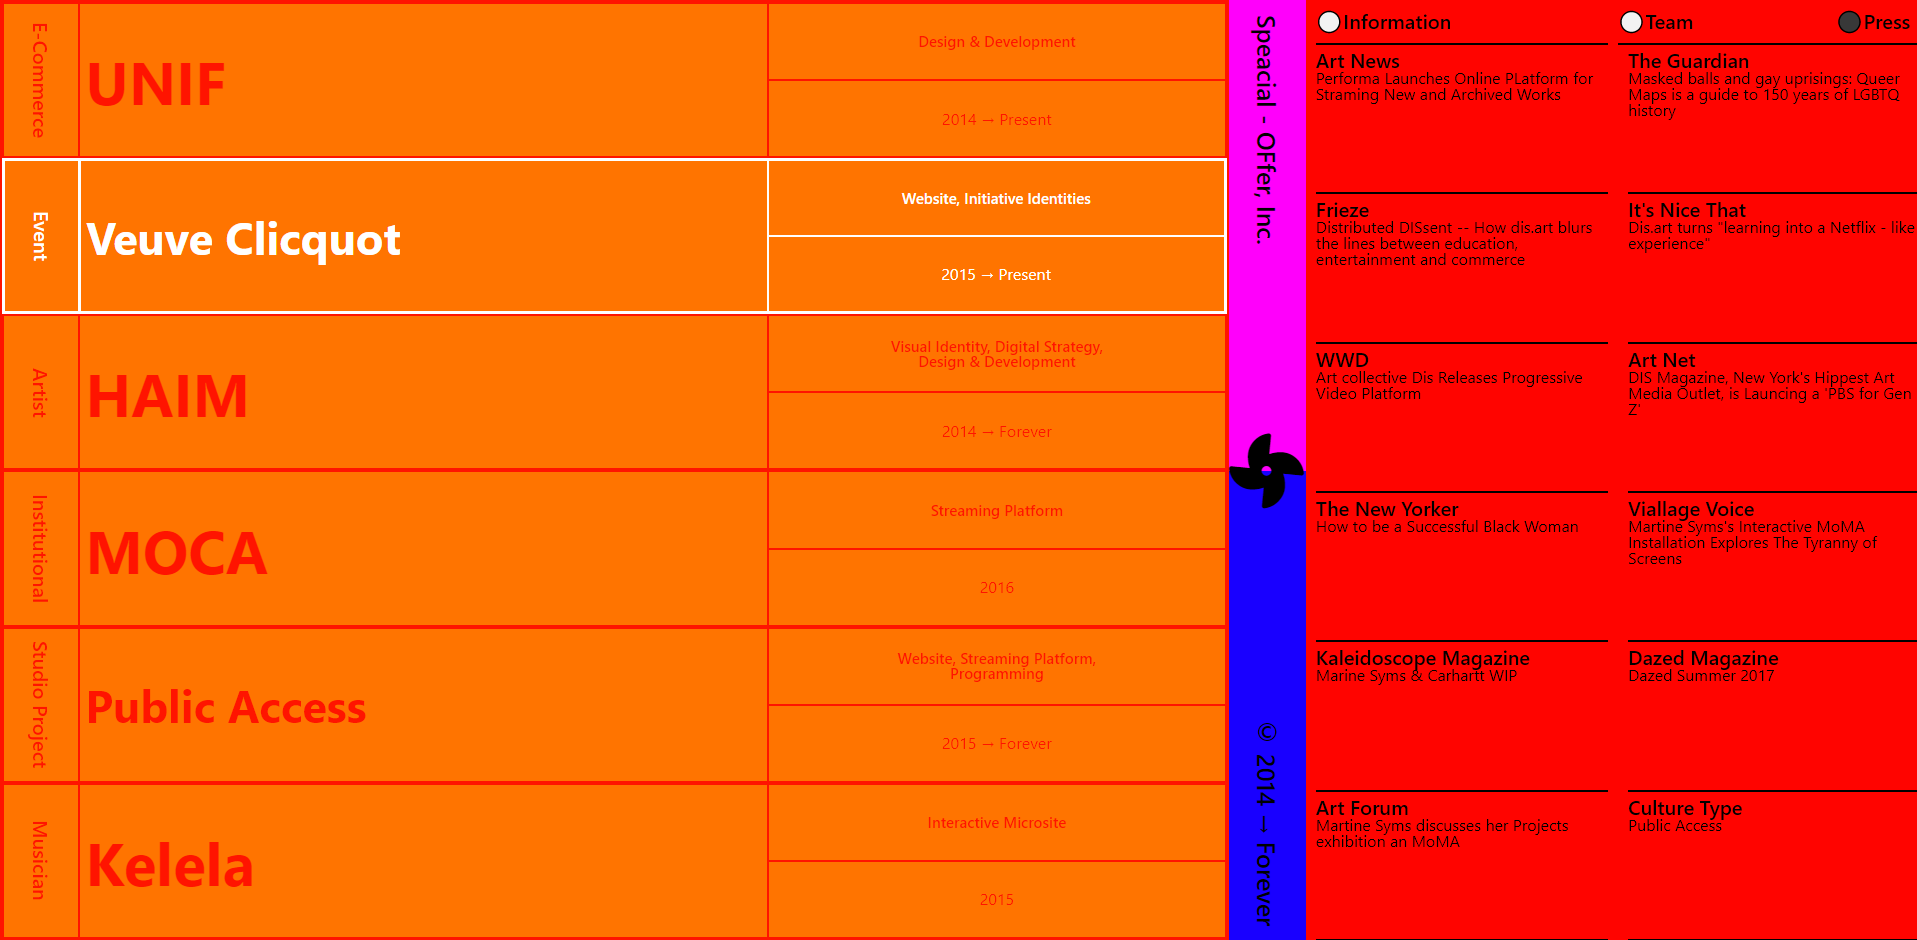 E-Commerce
UNIF
Design & Development
2014 → Present
Event
Veuve Clicquot
Website, Initiative Identities
2015 → Present
Artist
HAIM
Visual Identity, Digital Strategy,
Design & Development
2014 → Forever
Institutional
MOCA
Streaming Platform
2016
Studio Project
Public Access
Website, Streaming Platform,
Programming
2015 → Forever
Musician
Kelela
Interactive Microsite
2015
Speacial - OFfer, Inc.
© 2014 → Forever
Information
Team
Press
Art News
Performa Launches Online PLatform for
Straming New and Archived Works
The Guardian
Masked balls and gay uprisings: Queer
Maps is a guide to 150 years of LGBTQ
history
Frieze
Distributed DISsent -- How dis.art blurs
the lines between education,
entertainment and commerce
It's Nice That
Dis.art turns "learning into a Netflix - like
experience"
WWD
Art collective Dis Releases Progressive
Video Platform
Art Net
DIS Magazine, New York's Hippest Art
Media Outlet, is Launcing a 'PBS for Gen
Z'
The New Yorker
How to be a Successful Black Woman
Viallage Voice
Martine Syms's Interactive MoMA
Installation Explores The Tyranny of
Screens
Kaleidoscope Magazine
Marine Syms & Carhartt WIP
Dazed Magazine
Dazed Summer 2017
Art Forum
Martine Syms discusses her Projects
exhibition an MoMA
Culture Type
Public Access